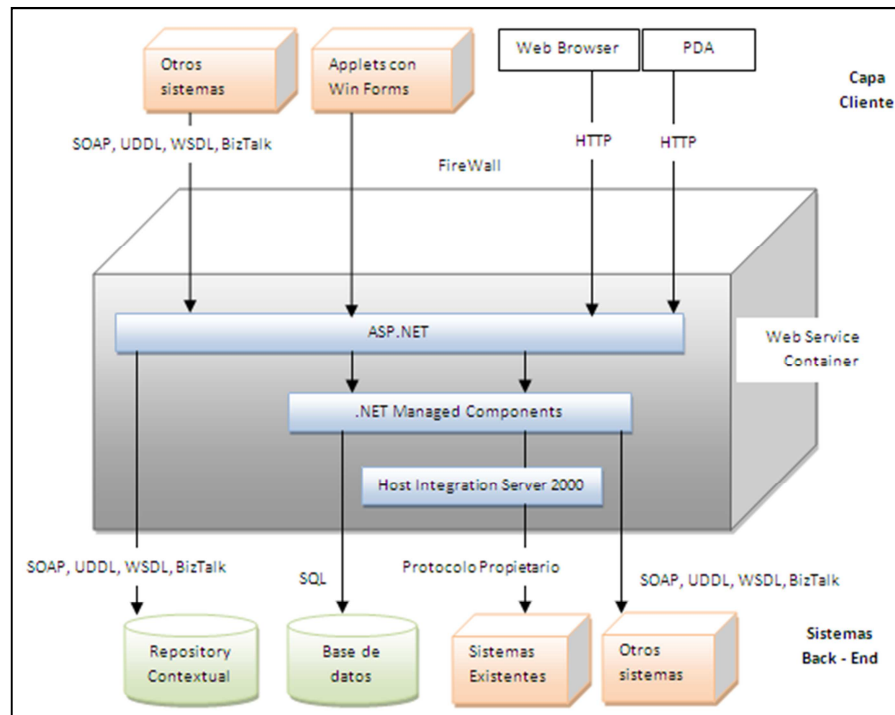 Otros
sistemas
Applets con
Win Forms
Web Browser
PDA
Capa
Cliente
SOAP, UDDL, WSDL, BizTalk
HTTP
HTTP
FireWall
ASP.NET
Web Service
Container
.NET Managed Components
Host Integration Server 2000
SOAP, UDDL, WSDL, BizTalk
SQL
Protocolo Propietario
SOAP, UDDL, WSDL, BizTalk
Repository
Contextual
Base de
datos
Sistemas
Existentes
Otros
sistemas
Sistemas
Back - End